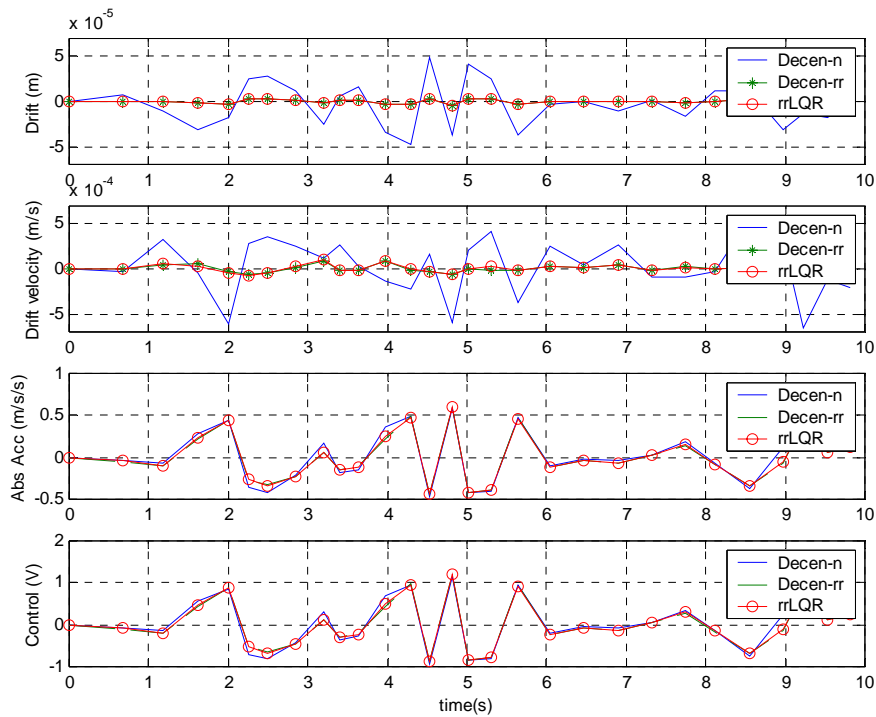 x 10^-5
5
0
-5
Drift (m)
Decen-n
Decen-rr
rrLQR
0 1 2 3 4 5 6 7 8 9 10
x 10^-4
5
0
-5
Drift velocity (m/s)
Decen-n
Decen-rr
rrLQR
0 1 2 3 4 5 6 7 8 9 10
1
0.5
0
-0.5
Abs Acc (m/s/s)
Decen-n
Decen-rr
rrLQR
0 1 2 3 4 5 6 7 8 9 10
2
1
0
-1
Control (V)
Decen-n
Decen-rr
rrLQR
0 1 2 3 4 5 6 7 8 9 10
time(s)